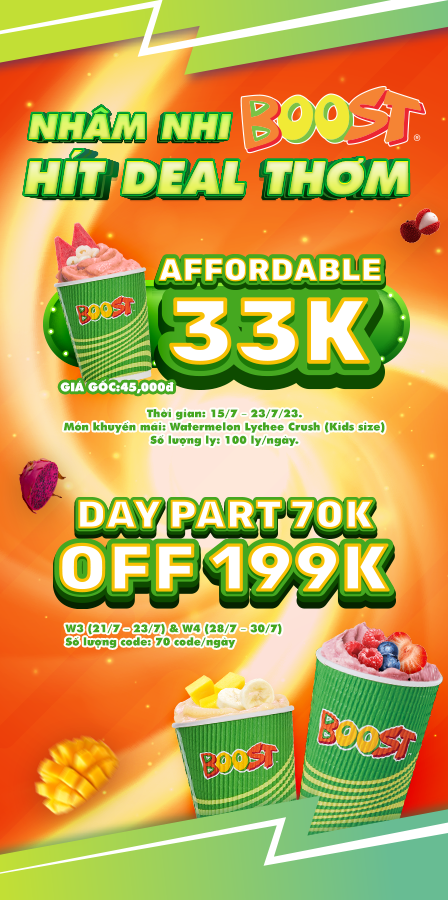 NHÂM NHI BOOST®
HÍT DEAL THƠM
AFFORDABLE
33K
BOOST
GIÁ GỐC:45,000đ
Thời gian: 15/7 – 23/7/23.
Món khuyến mãi: Watermelon Lychee Crush (Kids size)
Số lượng ly: 100 ly/ngày.
DAY PART 70K
OFF 199K
W3 (21/7 – 23/7) & W4 (28/7 – 30/7)
Số lượng code: 70 code/ngày
BOOST
BOOST